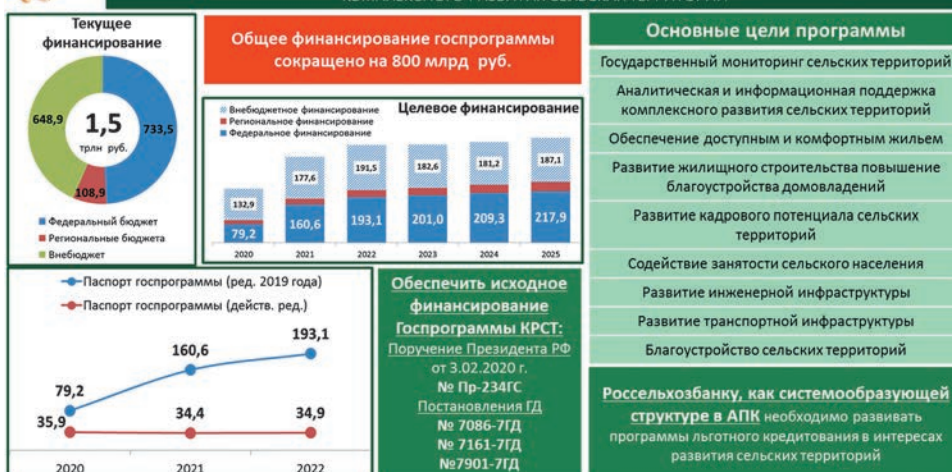 Текущее
финансирование
648,9
1,5
трлн руб.
733,5
108,9
Федеральный бюджет
Региональные бюджета
Внебюджет
Общее финансирование госпрограммы
сокращено на 800 млрд руб.
Внебюджетное финансирование
Региональное финансирование
Федеральное финансирование
Целевое финансирование
132,9
177,6
191,5
182,6
181,2
187,1
79,2
160,6
193,1
201,0
209,3
217,9
2020
2021
2022
2023
2024
2025
Паспорт госпрограммы (ред. 2019 года)
Паспорт госпрограммы (действ. ред.)
79,2
160,6
193,1
35,9
34,4
34,9
2020
2021
2022
Обеспечить исходное
финансирование
Госпрограммы КРСТ:
Поручение Президента РФ
от 3.02.2020 г.
№ Пр-234ГС
Постановления ГД
№ 7086-7ГД
№ 7161-7ГД
№7901-7ГД
Основные цели программы
Государственный мониторинг сельских территорий
Аналитическая и информационная поддержка
комплексного развития сельских территорий
Обеспечение доступным и комфортным жильем
Развитие жилищного строительства повышение
благоустройства домовладений
Развитие кадрового потенциала сельских
территорий
Содействие занятости сельского населения
Развитие инженерной инфраструктуры
Развитие транспортной инфраструктуры
Благоустройство сельских территорий
Россельхозбанку, как системообразующей
структуре в АПК необходимо развивать
программы льготного кредитования в интересах
развития сельских территорий